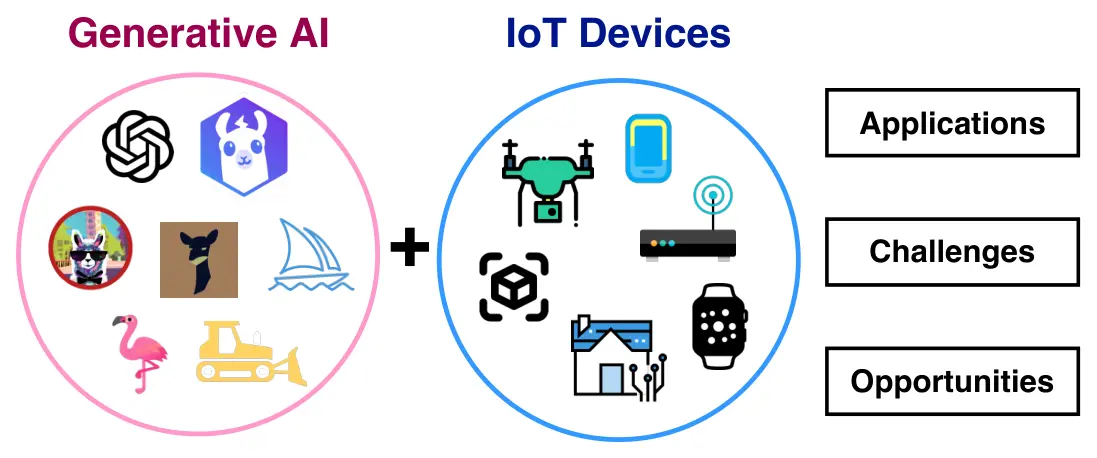 Generative AI
IoT Devices
+
Applications
Challenges
Opportunities